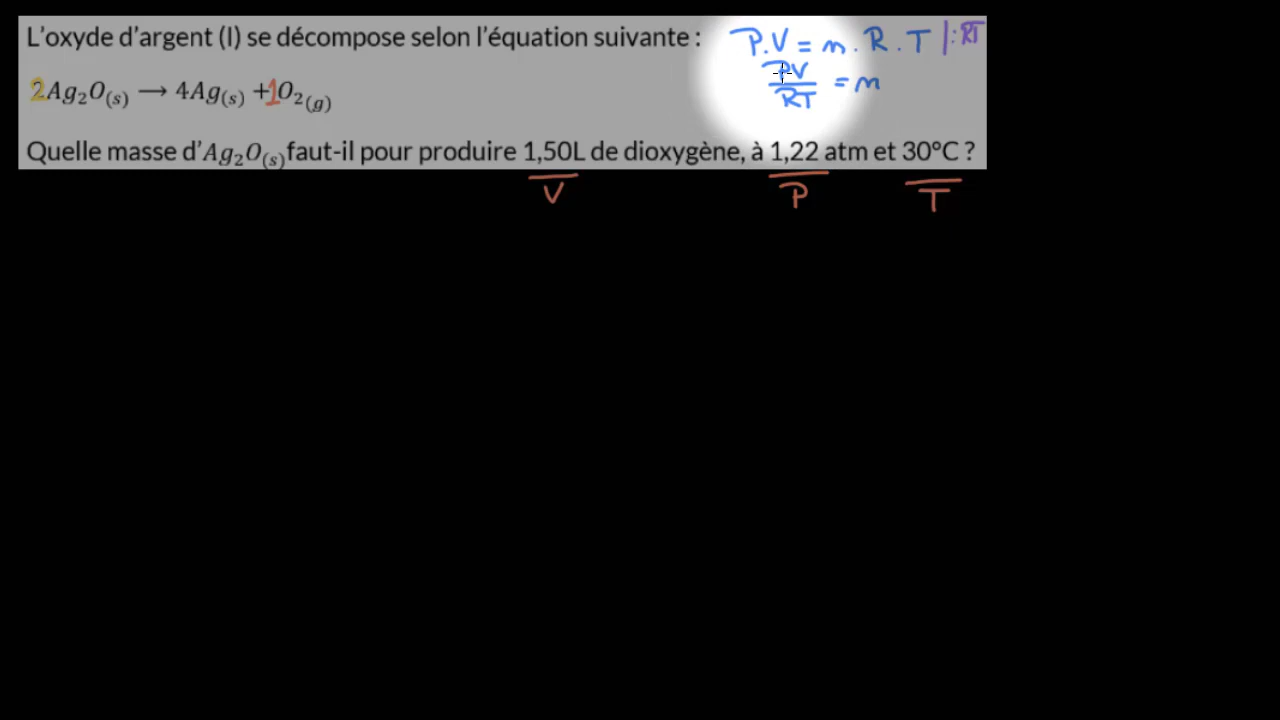 L'oxyde d'argent (I) se décompose selon l'équation suivante :
P.V = n.R.T |:RT
2Ag₂O₍s₎ → 4Ag₍s₎ + 1O₂₍g₎
PV/RT = n
Quelle masse d'Ag₂O₍s₎ faut-il pour produire 1,50L de dioxygène, à 1,22 atm et 30°C ?
V P T